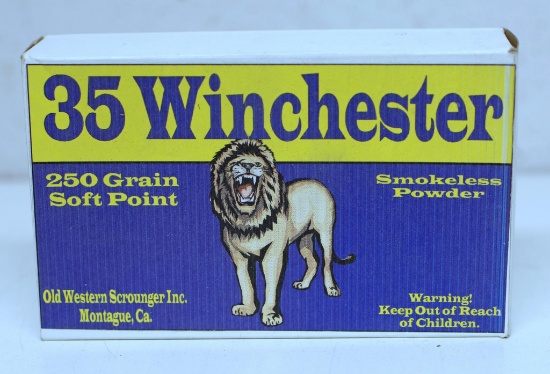 35 Winchester
250 Grain
Soft Point
Smokeless
Powder
Old Western Scrounger Inc.
Montague, Ca.
Warning!
Keep Out of Reach
of Children.